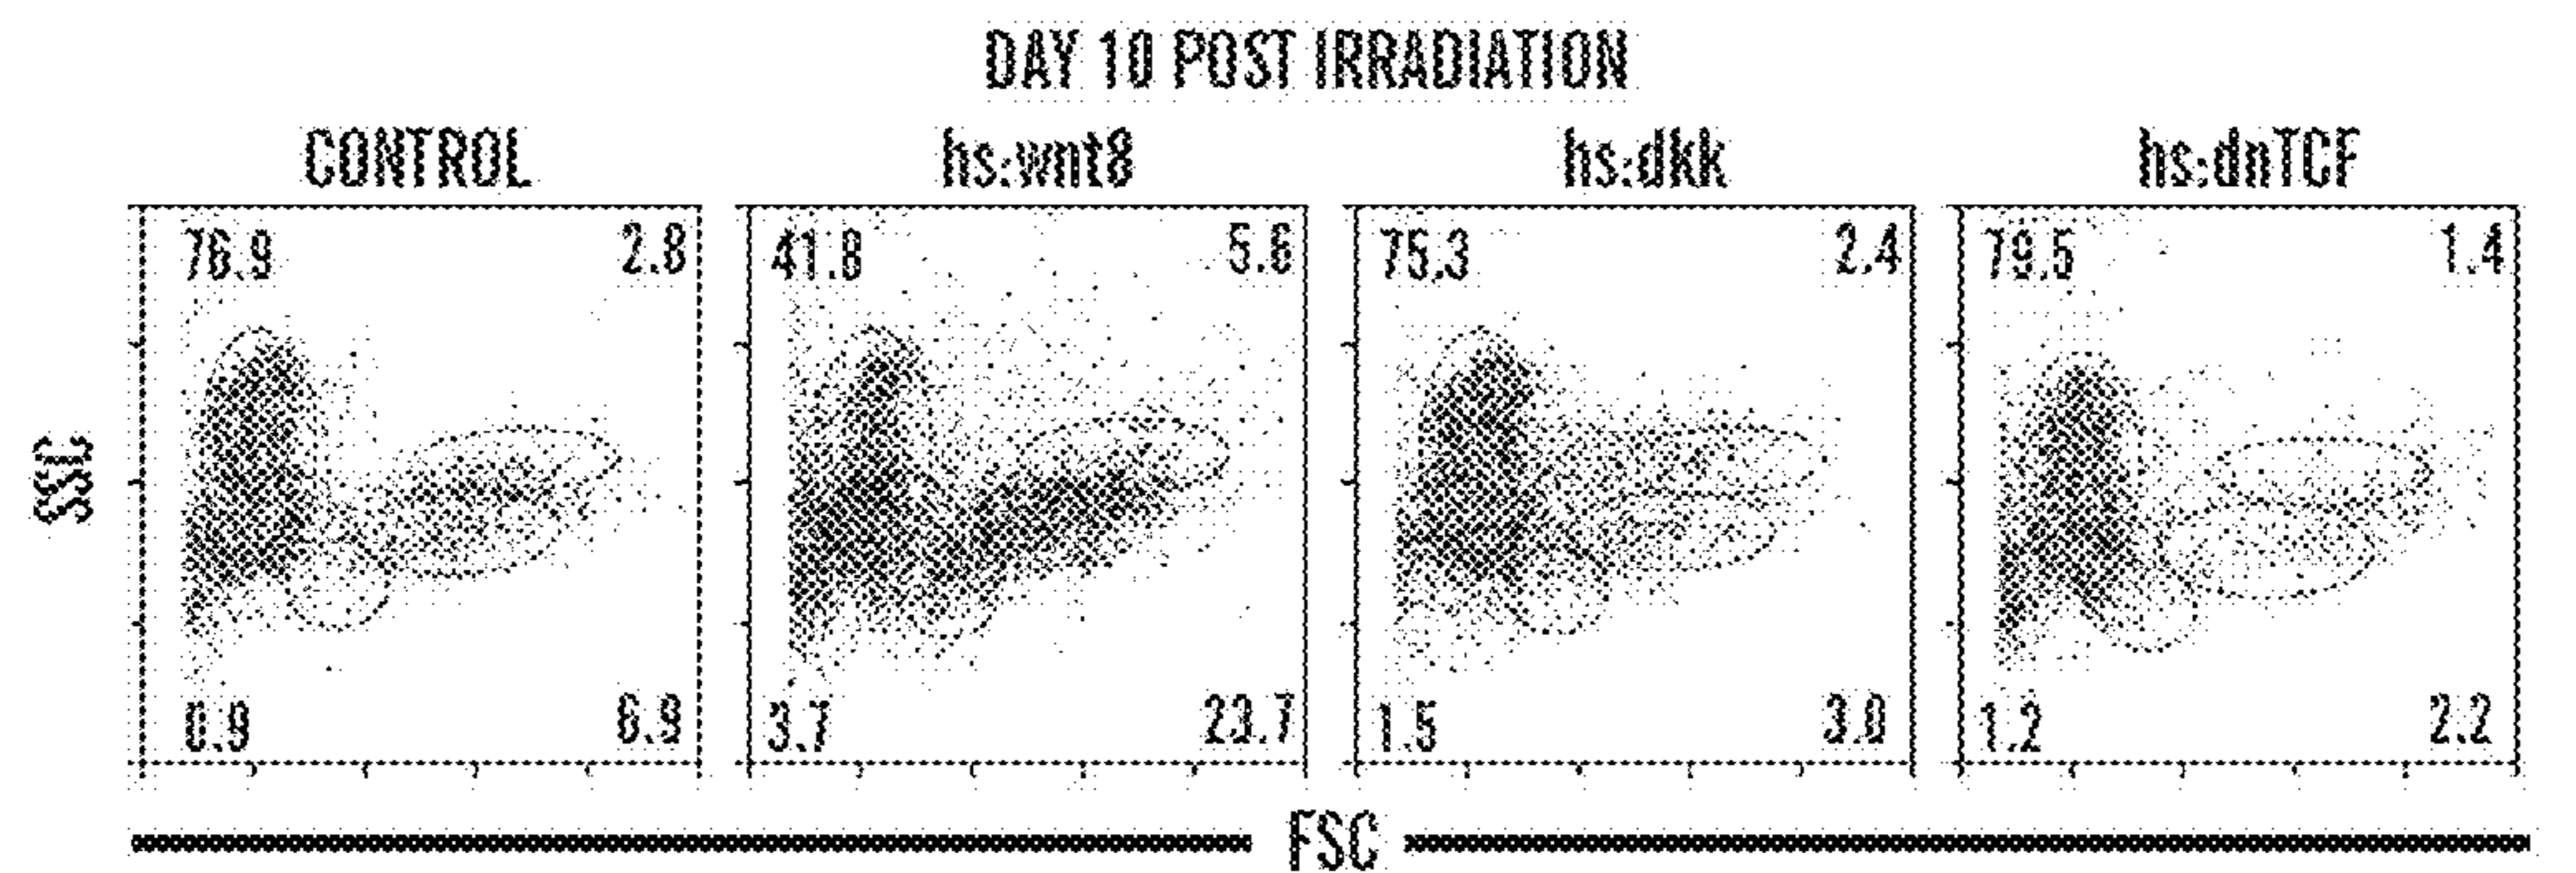 DAY 10 POST IRRADIATION
CONTROL hs:wnt8 hs:dkk hs:dnTCF
76.9 2.8 41.8 5.6 75.3 2.4 79.5 1.4
SSC
0.9 6.9 3.7 23.7 1.5 3.0 1.2 2.2
FSC